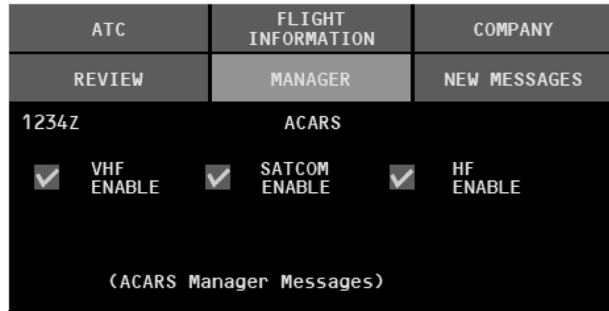 ATC
FLIGHT
INFORMATION
COMPANY
REVIEW
MANAGER
NEW MESSAGES
1234Z
ACARS
VHF
ENABLE
SATCOM
ENABLE
HF
ENABLE
(ACARS Manager Messages)